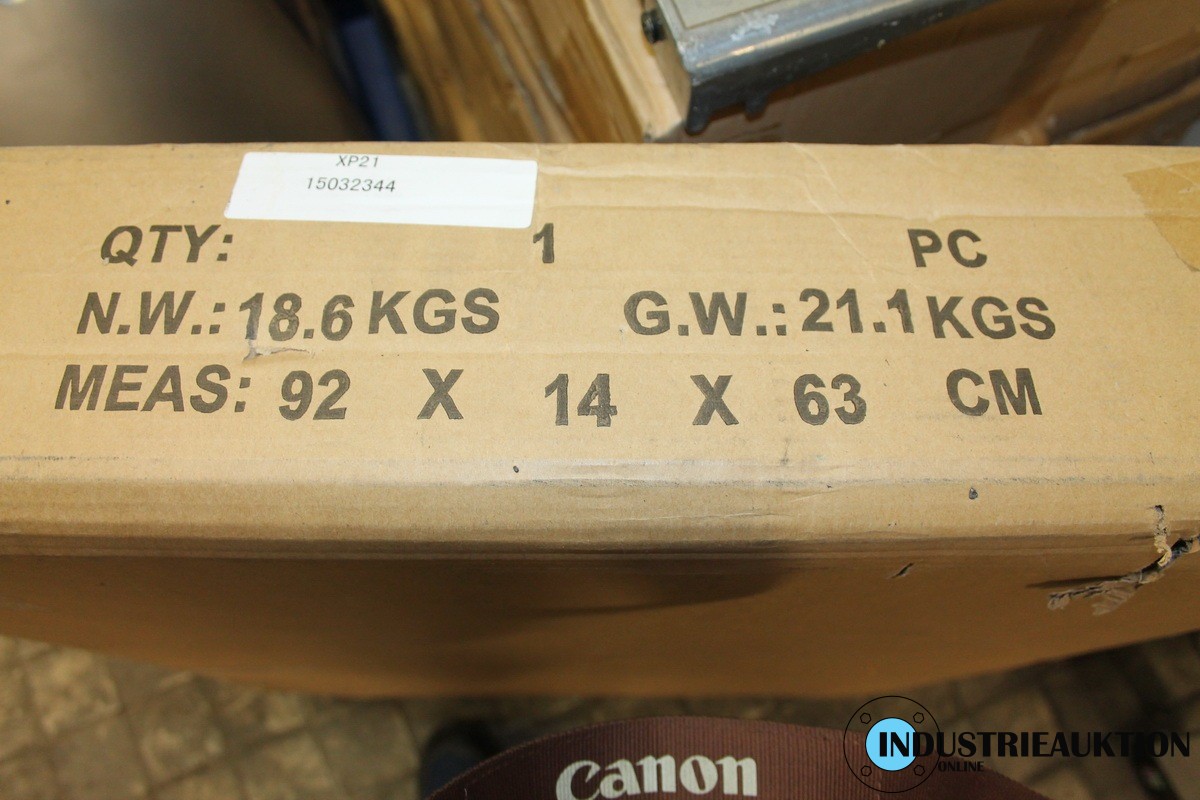 XP21
15032344
QTY: 1 PC
N.W.: 18.6 KGS G.W.: 21.1 KGS
MEAS: 92 X 14 X 63 CM
Canon
INDUSTRIEAUKTION
ONLINE